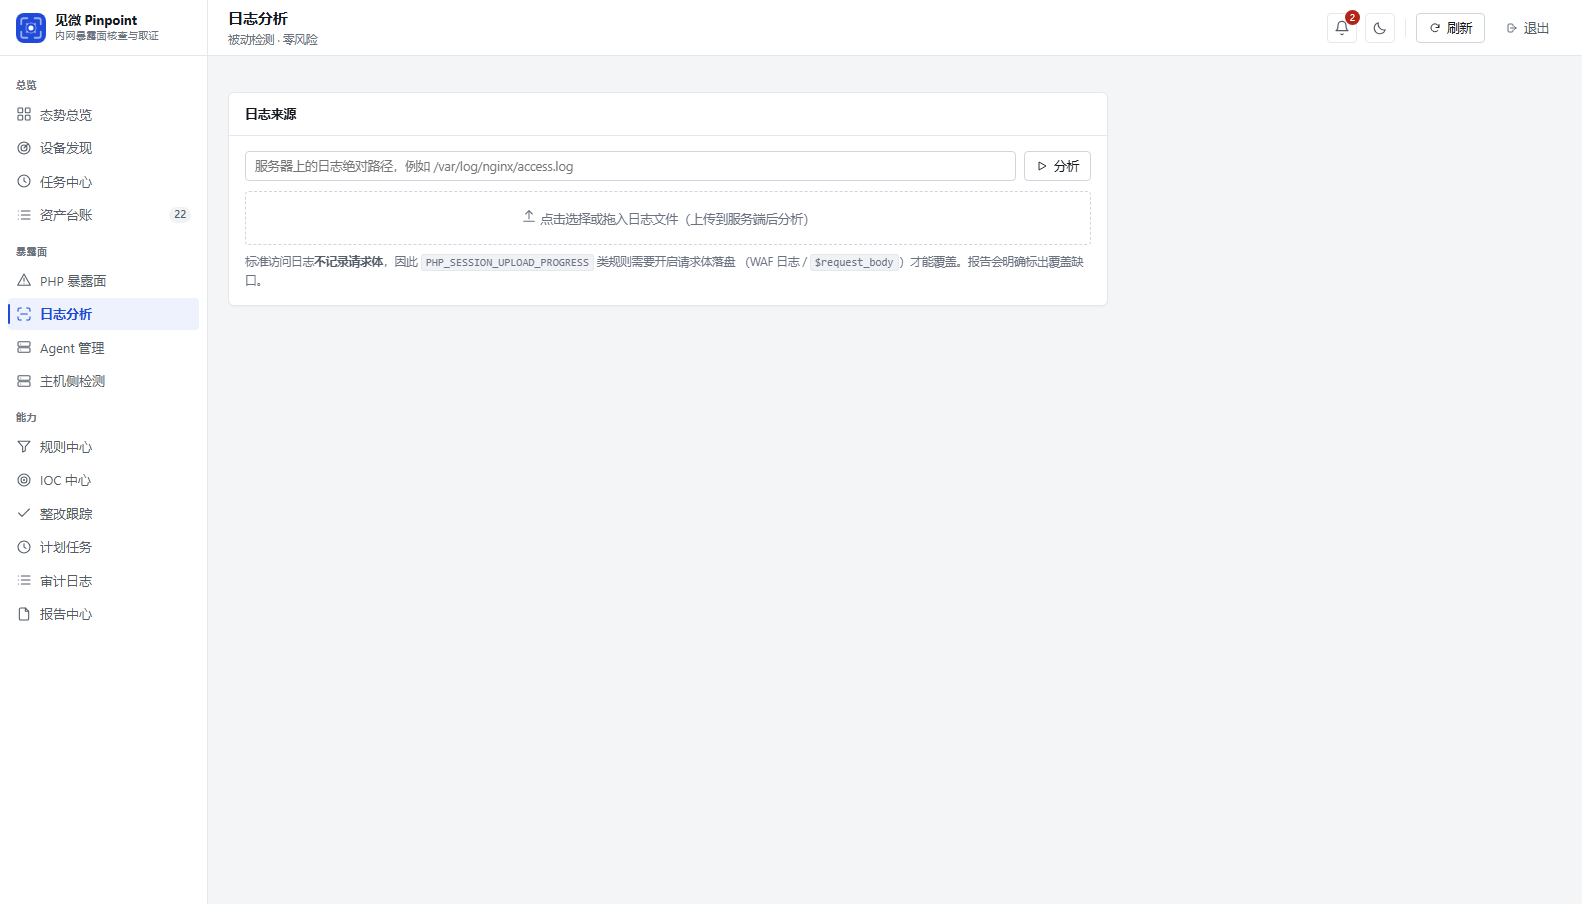 见微 Pinpoint
内网暴露面核查与取证
总览
态势总览
设备发现
任务中心
资产台账 22
暴露面
PHP 暴露面
日志分析
Agent 管理
主机侧检测
能力
规则中心
IOC 中心
整改跟踪
计划任务
审计日志
报告中心
日志分析
被动检测 · 零风险
2
刷新
退出
日志来源
服务器上的日志绝对路径，例如 /var/log/nginx/access.log
分析
点击选择或拖入日志文件（上传到服务端后分析）
标准访问日志不记录请求体，因此 PHP_SESSION_UPLOAD_PROGRESS 类规则需要开启请求体落盘 （WAF 日志 / $request_body ）才能覆盖。报告会明确标出覆盖缺
口。